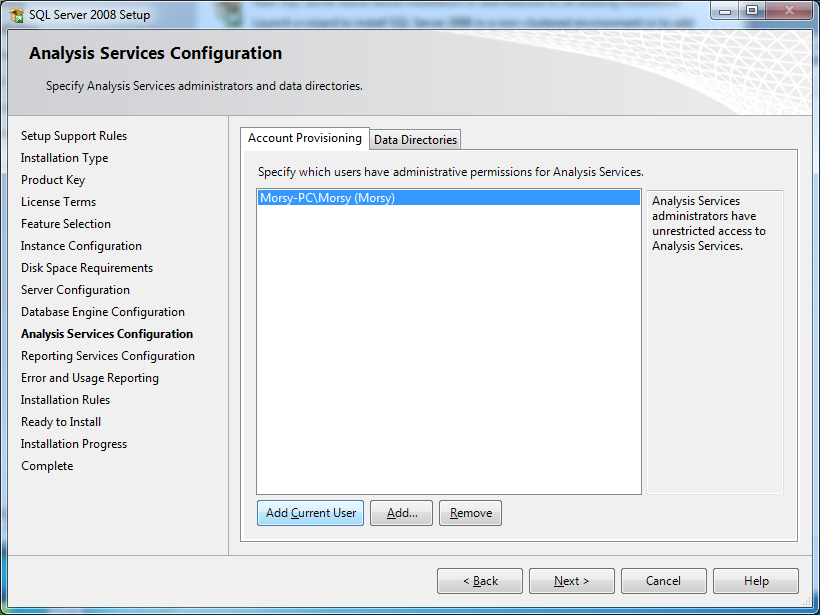 SQL Server 2008 Setup
Analysis Services Configuration
Specify Analysis Services administrators and data directories.
Setup Support Rules
Installation Type
Product Key
License Terms
Feature Selection
Instance Configuration
Disk Space Requirements
Server Configuration
Database Engine Configuration
Analysis Services Configuration
Reporting Services Configuration
Error and Usage Reporting
Installation Rules
Ready to Install
Installation Progress
Complete
Account Provisioning
Data Directories
Specify which users have administrative permissions for Analysis Services.
Morsy-PC\Morsy (Morsy)
Analysis Services
administrators have
unrestricted access to
Analysis Services.
Add Current User
Add...
Remove
< Back
Next >
Cancel
Help